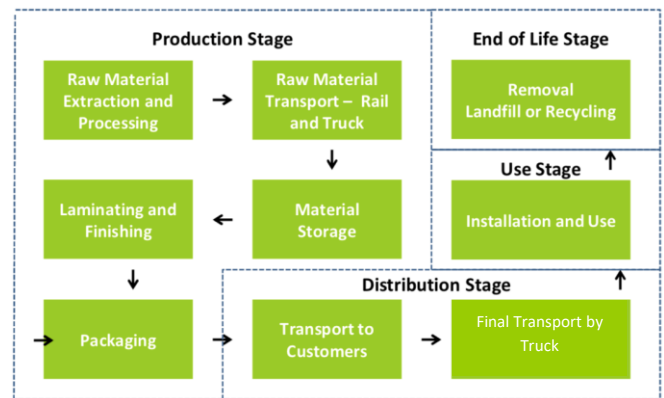 Production Stage
Raw Material
Extraction and
Processing
Raw Material
Transport – Rail
and Truck
Material
Storage
Laminating and
Finishing
Packaging
Distribution Stage
Transport to
Customers
Final Transport by
Truck
Use Stage
Installation and Use
End of Life Stage
Removal
Landfill or Recycling